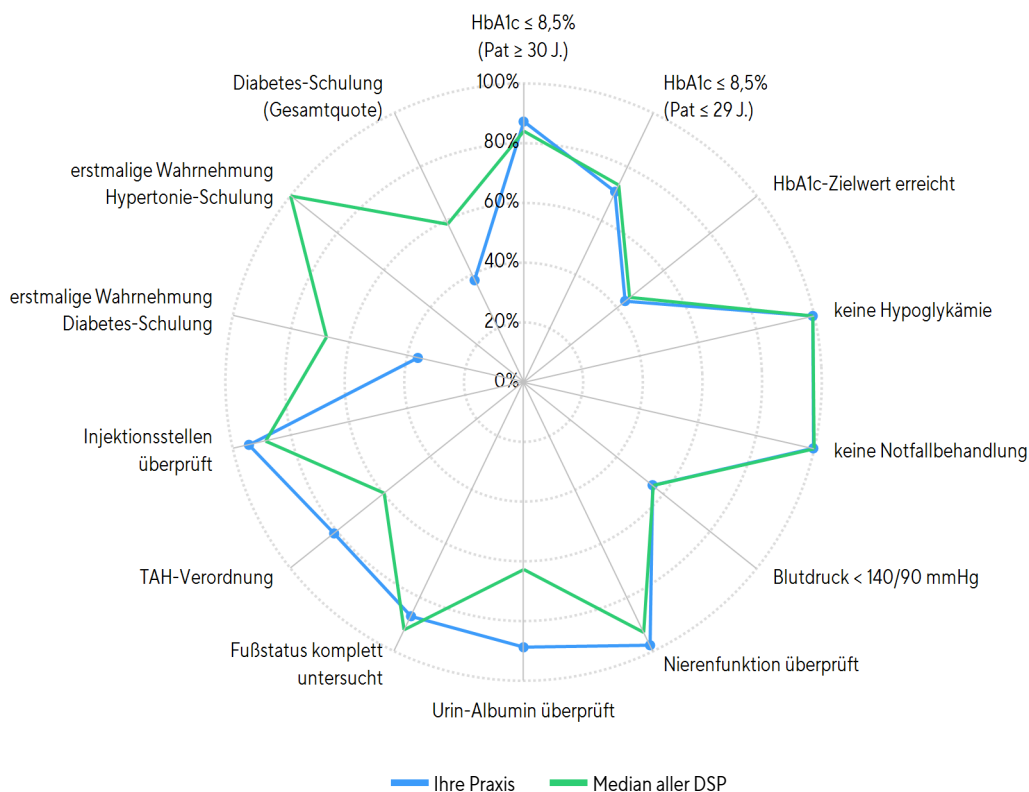 HbA1c ≤ 8,5%
(Pat ≥ 30 J.)
HbA1c ≤ 8,5%
(Pat ≤ 29 J.)
HbA1c-Zielwert erreicht
keine Hypoglykämie
keine Notfallbehandlung
Blutdruck < 140/90 mmHg
Nierenfunktion überprüft
Urin-Albumin überprüft
Fußstatus komplett
untersucht
TAH-Verordnung
Injektionsstellen
überprüft
erstmalige Wahrnehmung
Diabetes-Schulung
erstmalige Wahrnehmung
Hypertonie-Schulung
Diabetes-Schulung
(Gesamtquote)
100%
80%
60%
40%
20%
0%
Ihre Praxis
Median aller DSP